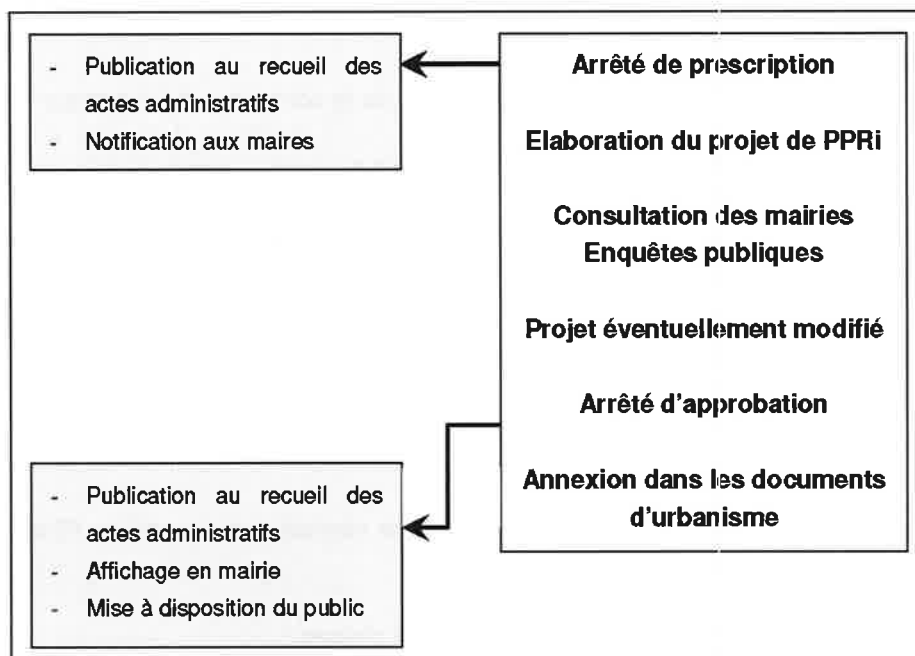 - Publication au recueil des
actes administratifs
- Notification aux maires
Arrêté de prescription
Elaboration du projet de PPRi
Consultation des mairies
Enquêtes publiques
Projet éventuellement modifié
Arrêté d'approbation
Annexion dans les documents
d'urbanisme
- Publication au recueil des
actes administratifs
- Affichage en mairie
- Mise à disposition du public